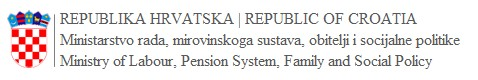 REPUBLIKA HRVATSKA | REPUBLIC OF CROATIA
Ministarstvo rada, mirovinskoga sustava, obitelji i socijalne politike
Ministry of Labour, Pension System, Family and Social Policy